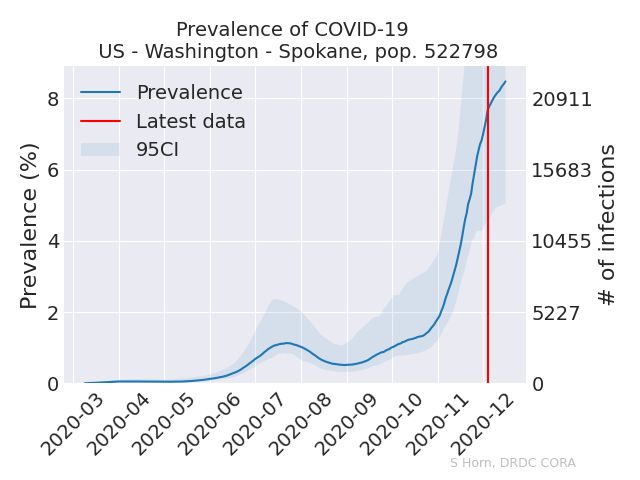 Prevalence of COVID-19
US - Washington - Spokane, pop. 522798
Prevalence
Latest data
95CI
Prevalence (%)
8
6
4
2
0
20911
15683
10455
5227
0
# of infections
2020-03
2020-04
2020-05
2020-06
2020-07
2020-08
2020-09
2020-10
2020-11
2020-12
S Horn, DRDC CORA